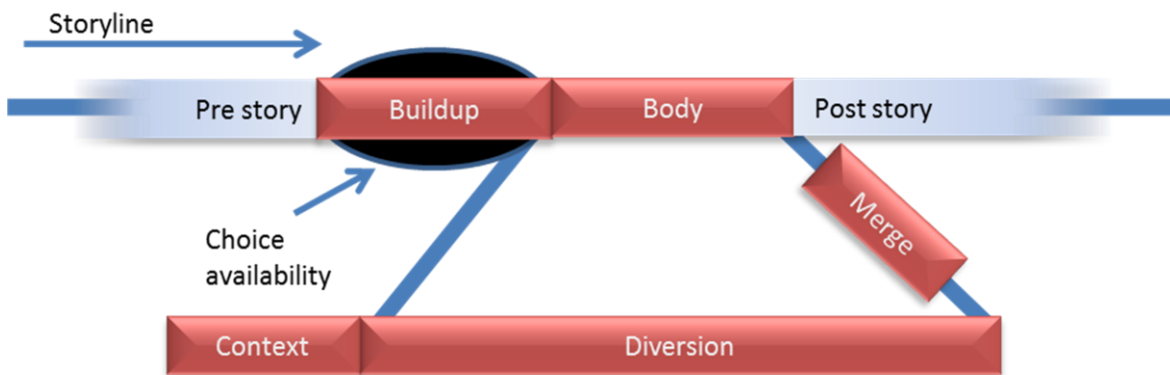 Storyline
Pre story
Buildup
Body
Post story
Merge
Choice
availability
Context
Diversion